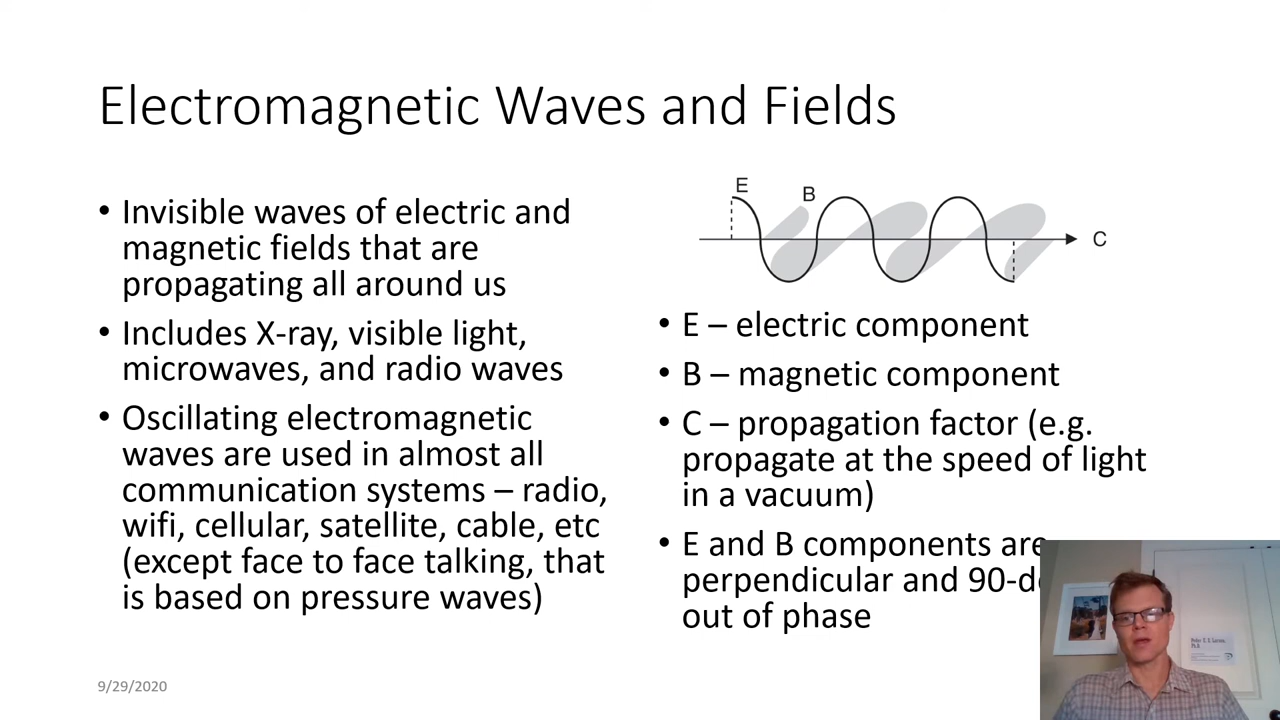 Electromagnetic Waves and Fields
• Invisible waves of electric and
magnetic fields that are
propagating all around us
• Includes X-ray, visible light,
microwaves, and radio waves
• Oscillating electromagnetic
waves are used in almost all
communication systems – radio,
wifi, cellular, satellite, cable, etc
(except face to face talking, that
is based on pressure waves)
E
B
C
• E – electric component
• B – magnetic component
• C – propagation factor (e.g.
propagate at the speed of light
in a vacuum)
• E and B components are
perpendicular and 90-d
out of phase
9/29/2020
Ph.D.